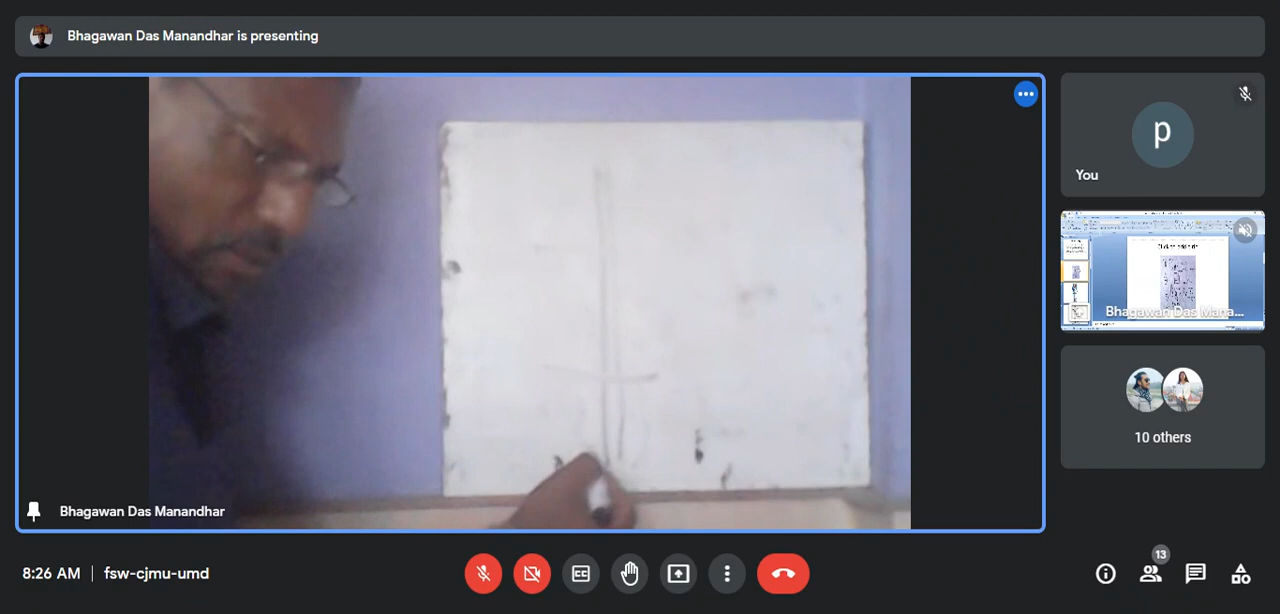 Bhagawan Das Manandhar is presenting
p
You
Bhagawan Das Mana...
10 others
Bhagawan Das Manandhar
8:26 AM | fsw-cjmu-umd
CC
13